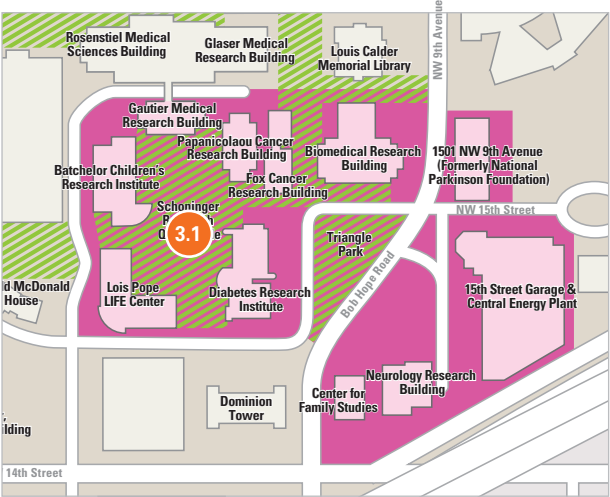 Rosenstiel Medical
Sciences Building
Glaser Medical
Research Building
Louis Calder
Memorial Library
NW 9th Avenue
Gautier Medical
Research Building
Papanicolaou Cancer
Research Building
Biomedical Research
Building
1501 NW 9th Avenue
(Formerly National
Parkinson Foundation)
Batchelor Children's
Research Institute
Fox Cancer
Research Building
Schoninger
3.1
NW 15th Street
Triangle
Park
Bob Hope Road
d McDonald
House
Lois Pope
LIFE Center
Diabetes Research
Institute
15th Street Garage &
Central Energy Plant
Neurology Research
Building
Center for
Family Studies
Dominion
Tower
ilding
14th Street